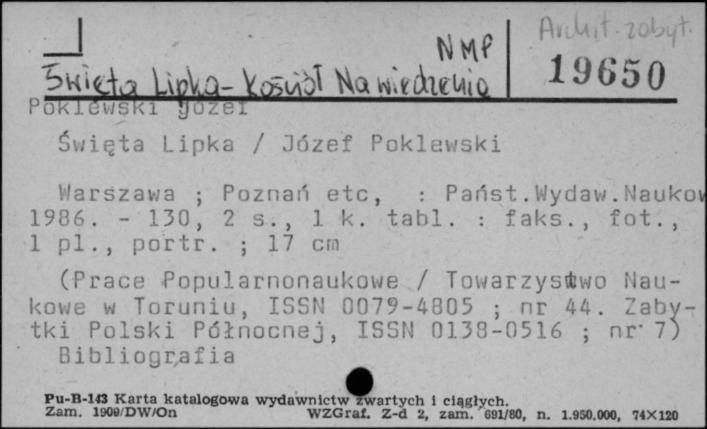 Archit. zobyt.
NMP
19650
Święta Lipka - Kościół Nawiedzenia
Poklewski Józef
Święta Lipka / Józef Poklewski
Warszawa ; Poznań etc, : Państ.Wydaw.Naukow
1986. - 130, 2 s., 1 k. tabl. : faks., fot.,
1 pl., portr. ; 17 cm
(Prace Popularnonaukowe / Towarzystwo Nau-
kowe w Toruniu, ISSN 0079-4805 ; nr 44. Zaby-
tki Polski Północnej, ISSN 0138-0516 ; nr 7)
Bibliografia
Pu-B-143 Karta katalogowa wydawnictw zwartych i ciągłych.
Zam. 1909/DW/On WZGraf. Z-d 2, zam. 691/80, n. 1.950.000, 74×120